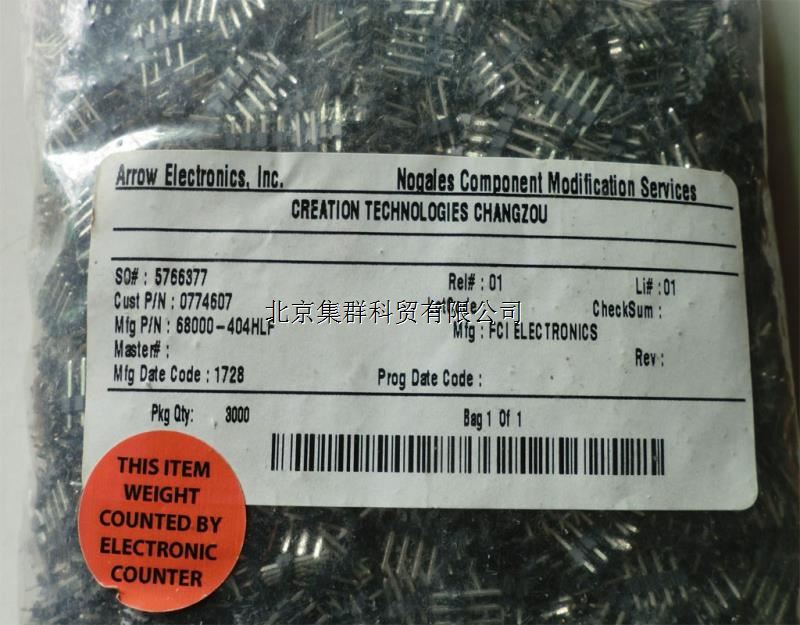 Arrow Electronics, Inc. Nogales Component Modification Services
CREATION TECHNOLOGIES CHANGZOU
SO# : 5766377 Rel# : 01 Li# :01
Cust P/N : 0774607 CheckSum :
北京集群科贸有限公司
Mfg P/N : 68000-404HLF Mfg : FCI ELECTRONICS
Master# : Rev :
Mfg Date Code : 1728 Prog Date Code :
Pkg Qty: 3000 Bag 1 Of 1
THIS ITEM
WEIGHT
COUNTED BY
ELECTRONIC
COUNTER